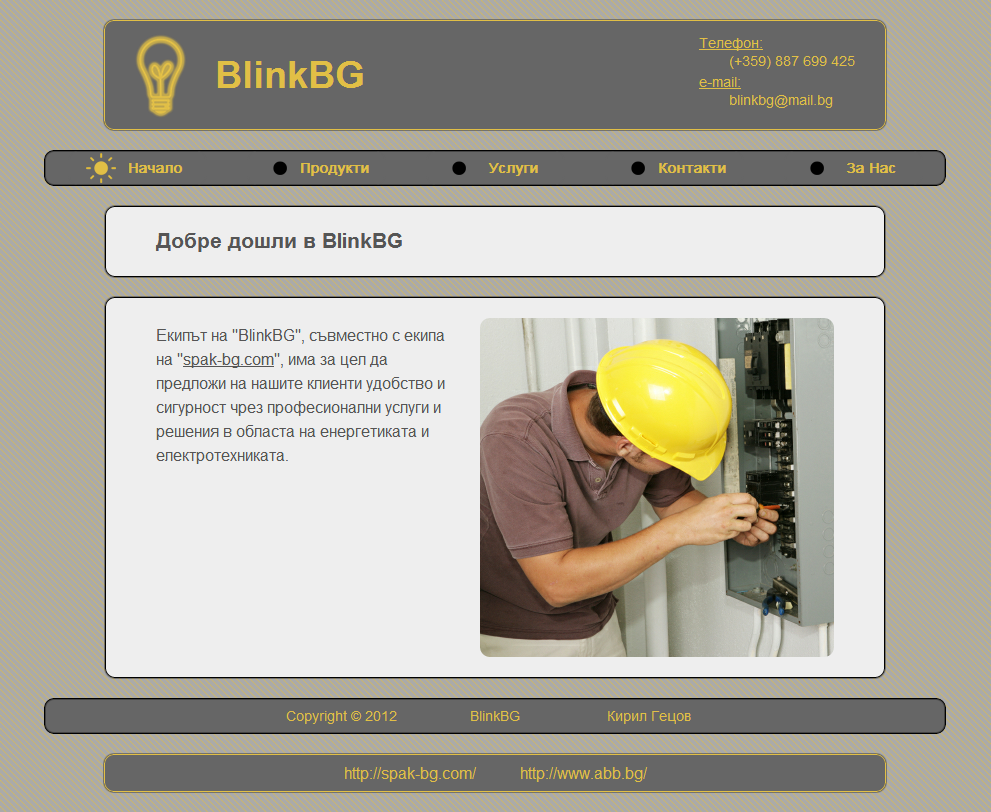 BlinkBG
Телефон:
(+359) 887 699 425
e-mail:
blinkbg@mail.bg
Начало
Продукти
Услуги
Контакти
За Нас
Добре дошли в BlinkBG
Екипът на "BlinkBG", съвместно с екипа
на "spak-bg.com", има за цел да
предложи на нашите клиенти удобство и
сигурност чрез професионални услуги и
решения в областа на енергетиката и
електротехниката.
Copyright © 2012
BlinkBG
Кирил Гецов
http://spak-bg.com/
http://www.abb.bg/